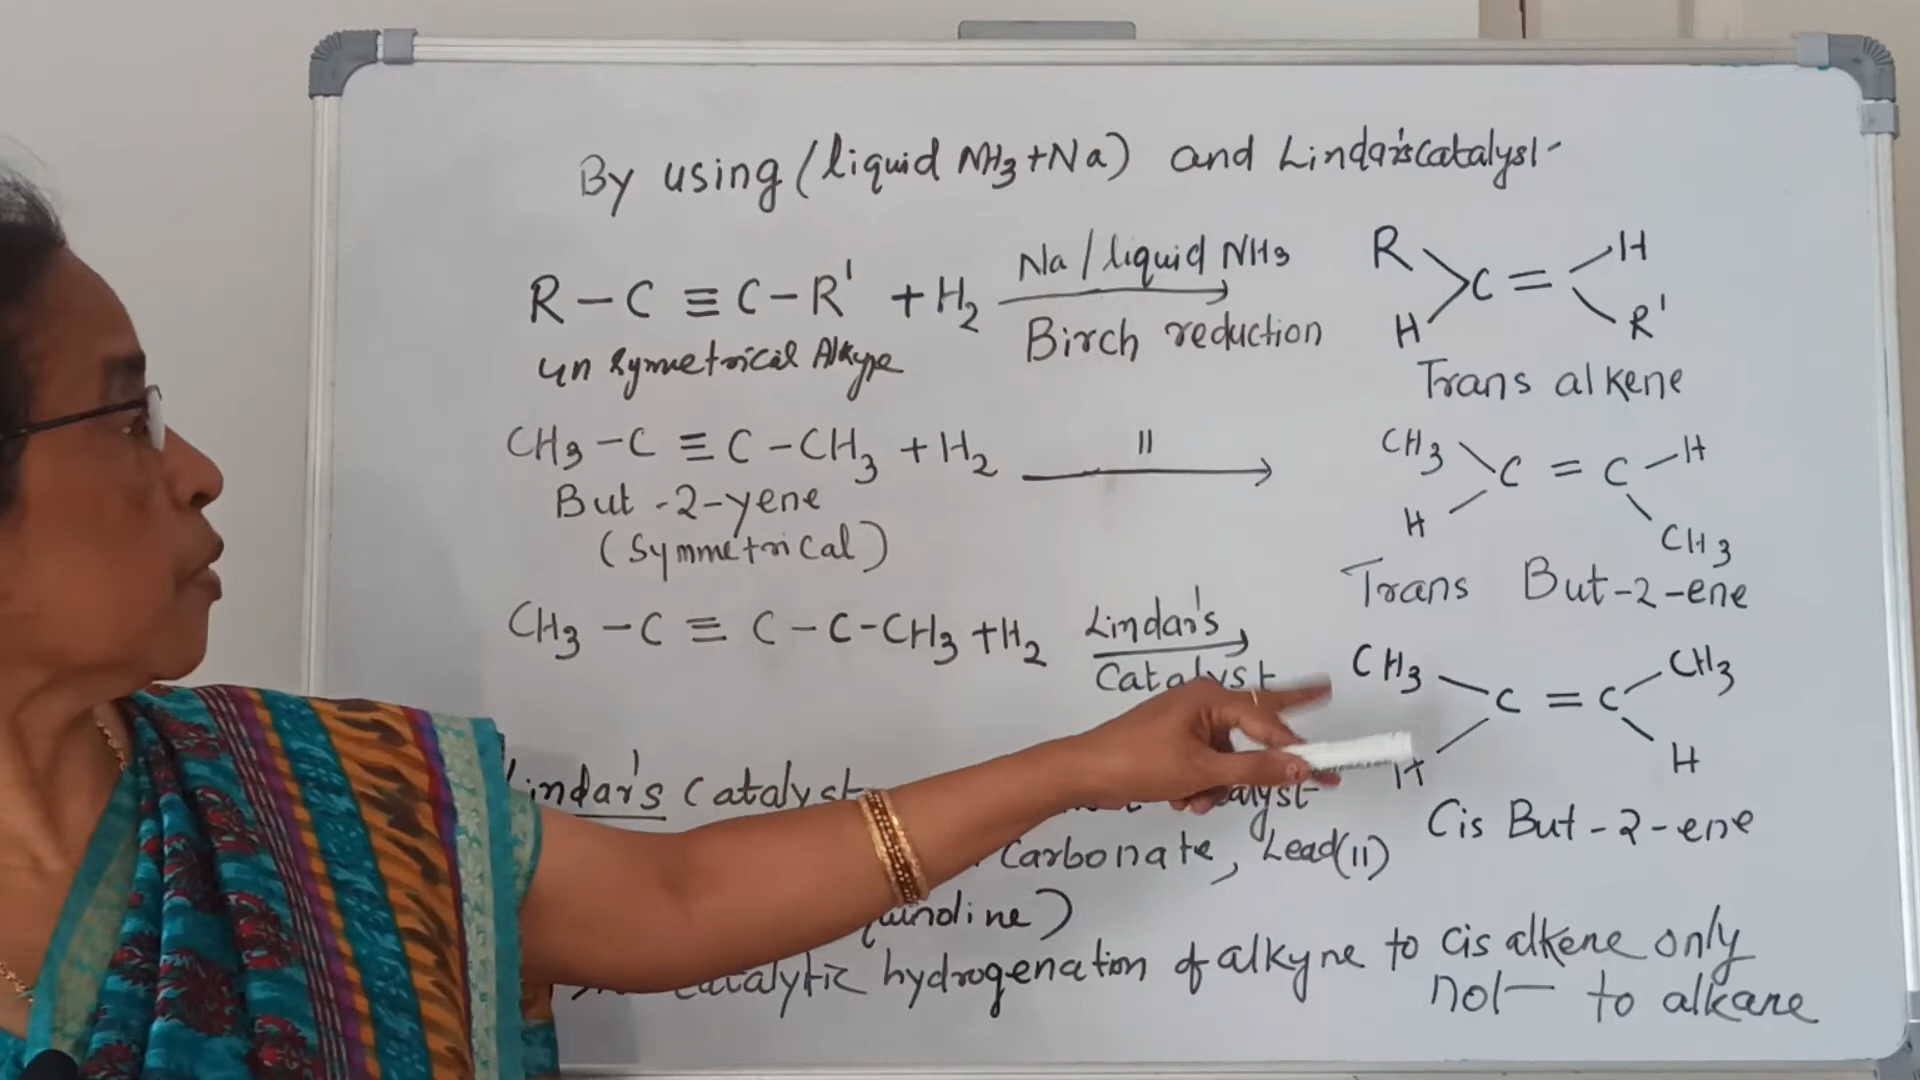 By using (liquid NH3 + Na) and Lindar's catalyst
R – C ≡ C – R' + H2 Na / liquid NH3 Birch reduction
R H C = H R'
un symmetrical Alkyne
Trans alkene
CH3 – C ≡ C – CH3 + H2 "
CH3 H C = C H CH3
But - 2 - yene
(Symmetrical)
Trans But - 2 - ene
CH3 – C ≡ C – C – CH3 + H2 Lindar's Catalyst
CH3 H C = C CH3 H
Lindar's Catalyst
Cis But - 2 - ene
Carbonate, Lead(II)
quinoline)
catalytic hydrogenation of alkyne to cis alkene only
not to alkane